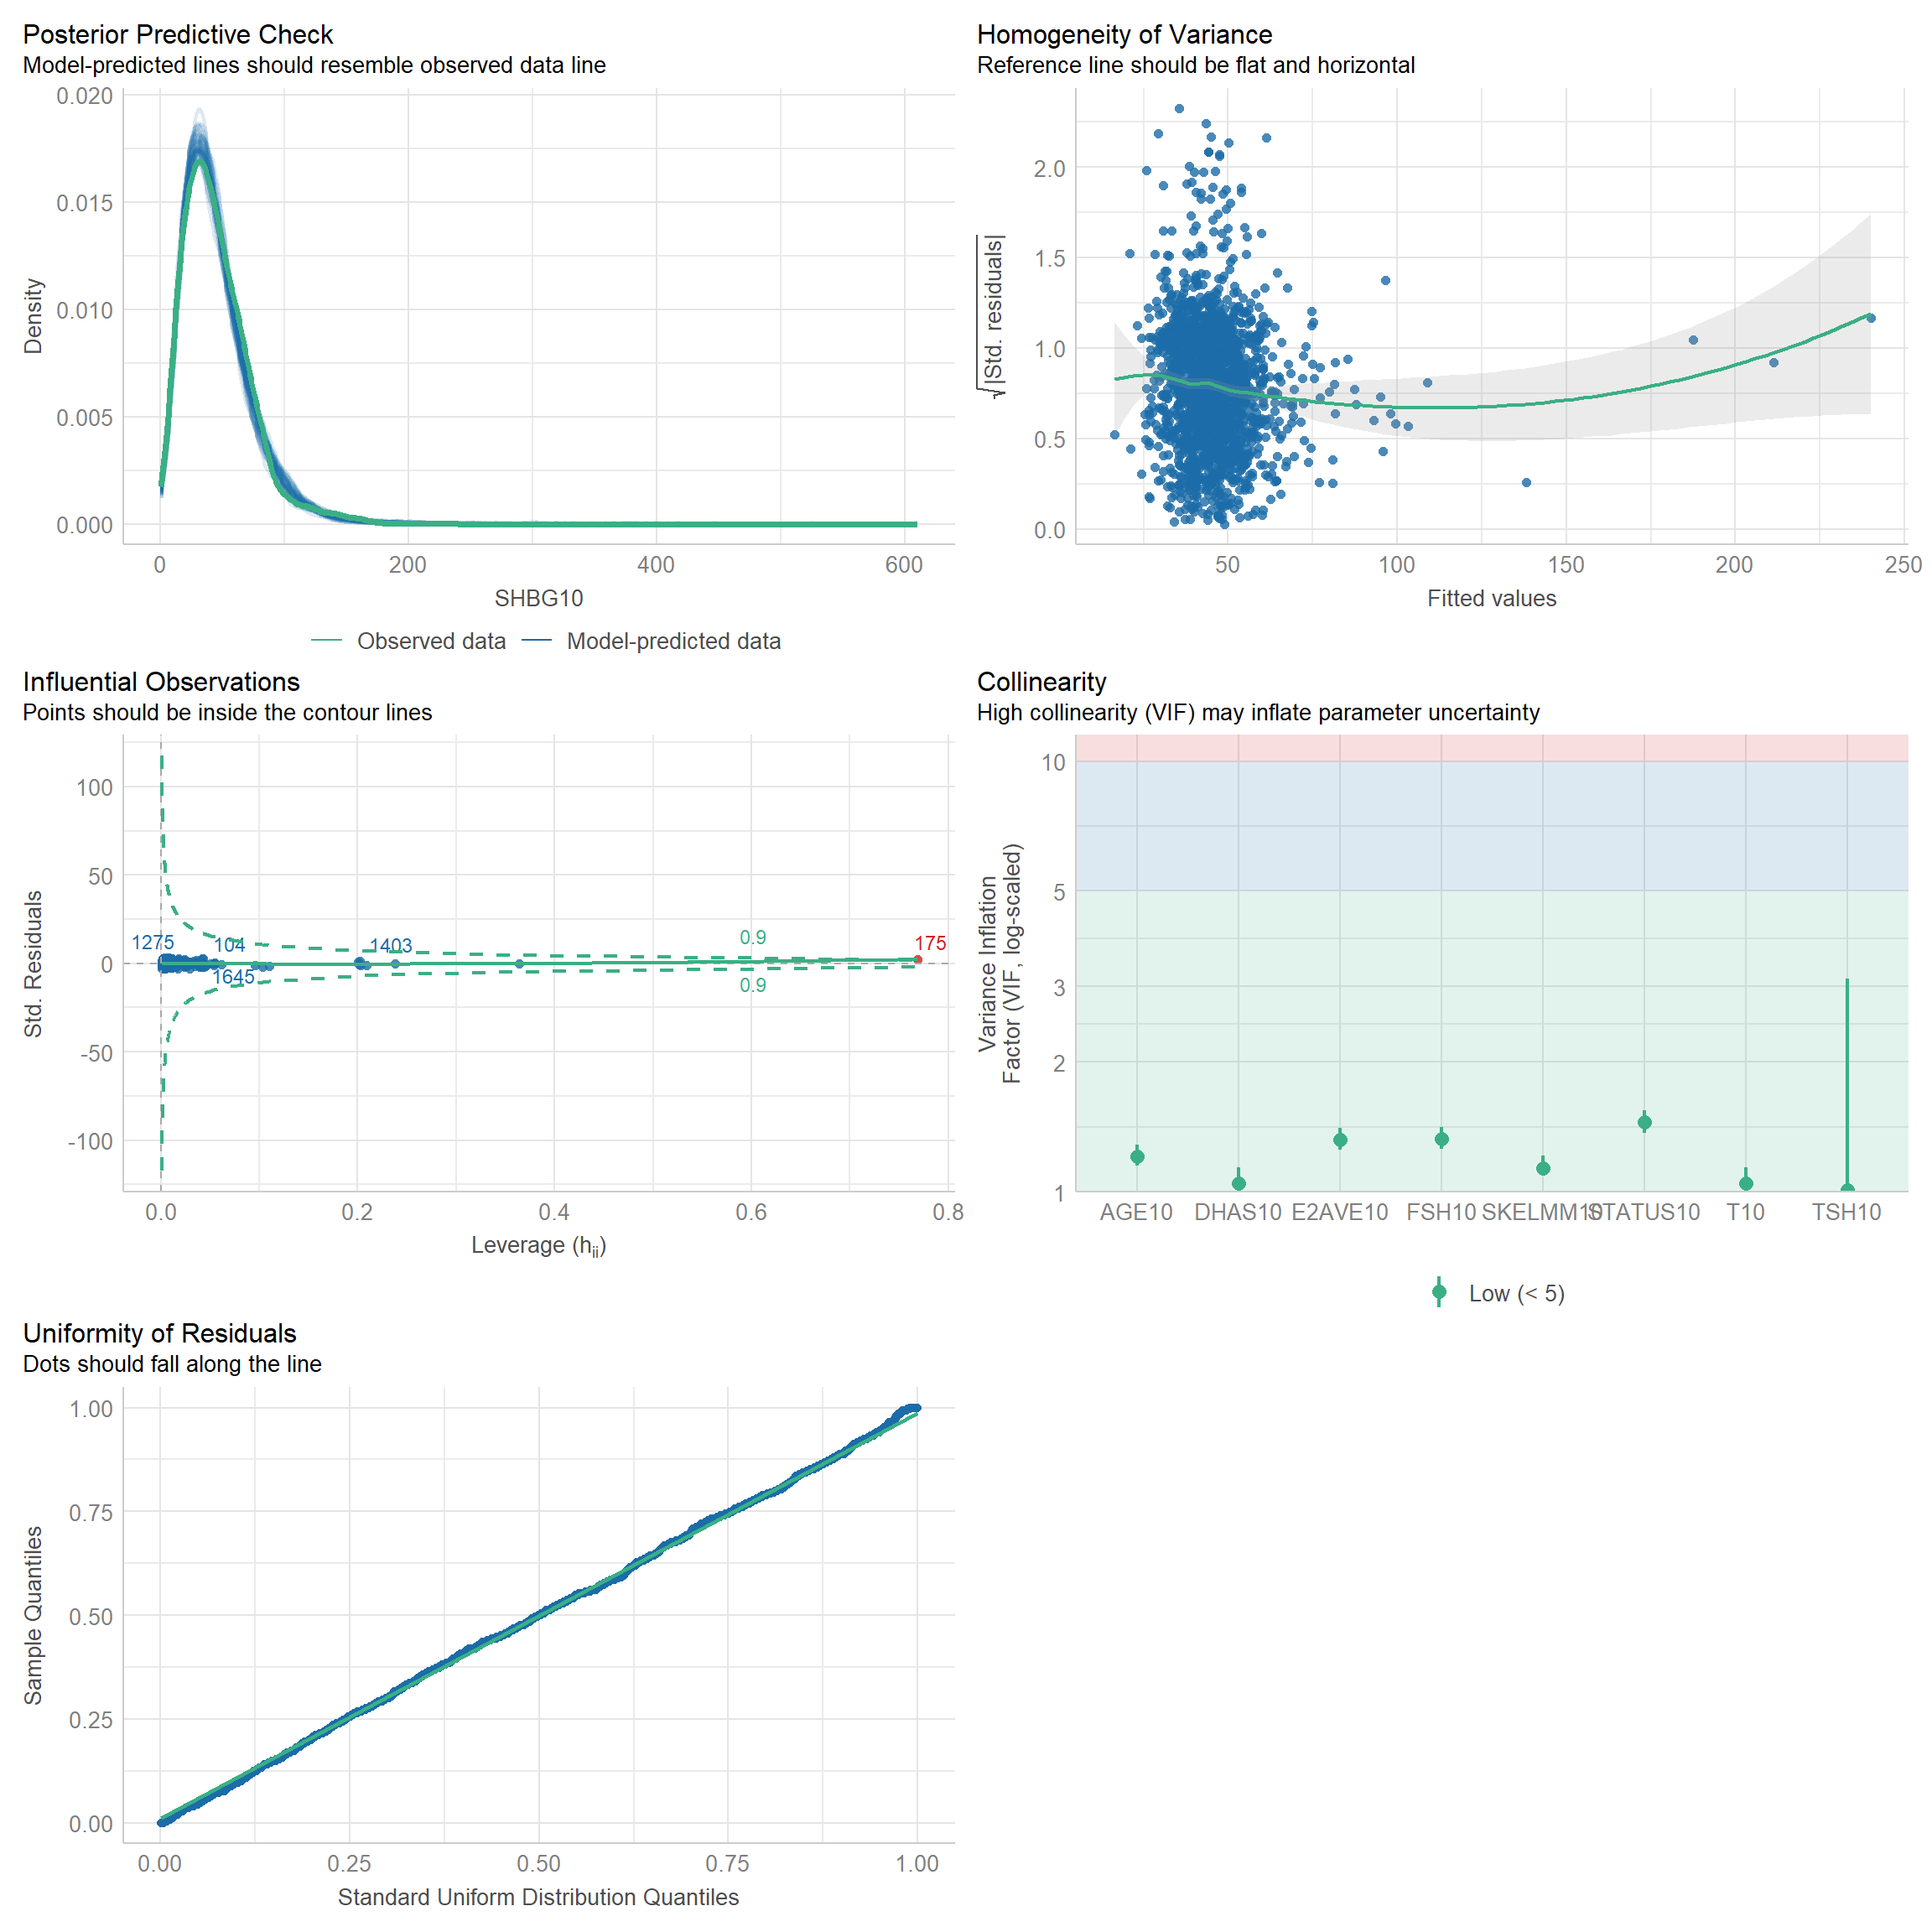 Posterior Predictive Check
Model-predicted lines should resemble observed data line
0.020
0.015
0.010
0.005
0.000
Density
0
200
400
600
SHBG10
Observed data
Model-predicted data
Homogeneity of Variance
Reference line should be flat and horizontal
2.0
1.5
1.0
0.5
0.0
√|Std. residuals|
50
100
150
200
250
Fitted values
Influential Observations
Points should be inside the contour lines
100
50
0
-50
-100
Std. Residuals
1275
104
1403
0.9
175
1645
0.9
0.0
0.2
0.4
0.6
0.8
Leverage (hii)
Collinearity
High collinearity (VIF) may inflate parameter uncertainty
10
5
3
2
1
Variance Inflation
Factor (VIF, log-scaled)
AGE10
DHAS10
E2AVE10
FSH10
SKELMM10
STATUS10
T10
TSH10
Low (< 5)
Uniformity of Residuals
Dots should fall along the line
1.00
0.75
0.50
0.25
0.00
Sample Quantiles
0.00
0.25
0.50
0.75
1.00
Standard Uniform Distribution Quantiles